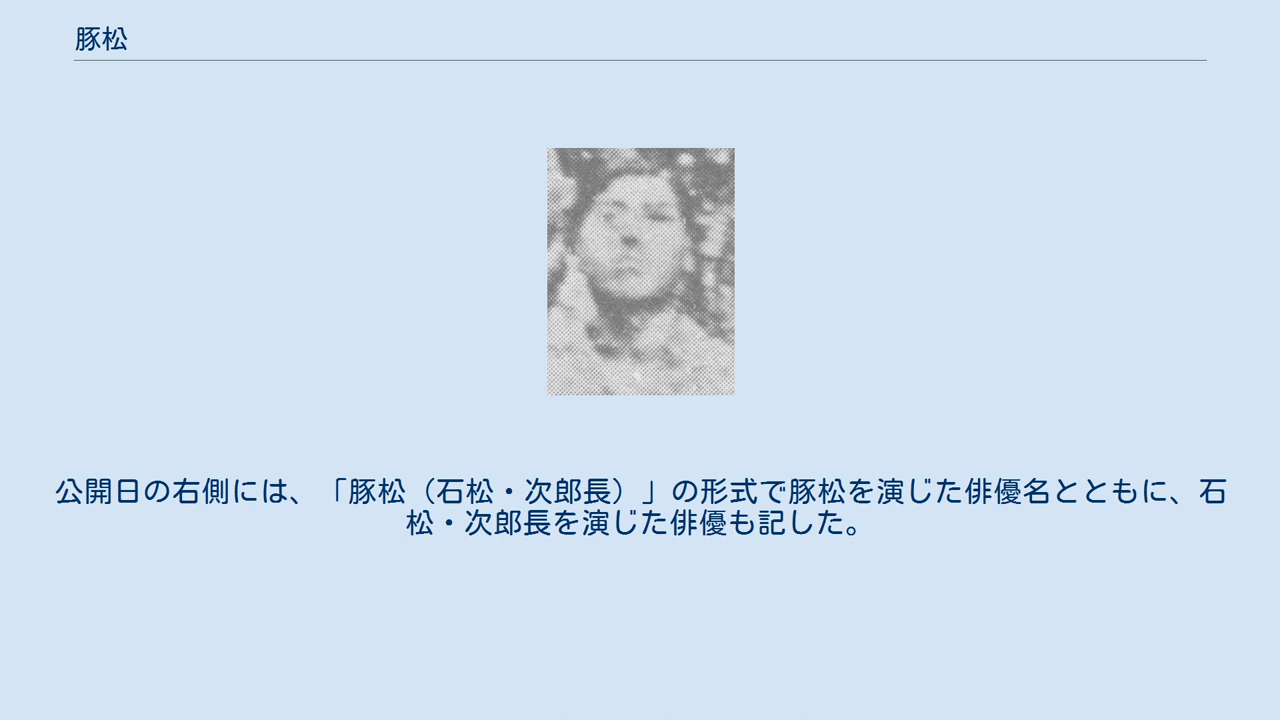 豚松
公開日の右側には、「豚松（石松・次郎長）」の形式で豚松を演じた俳優名とともに、石
松・次郎長を演じた俳優も記した。